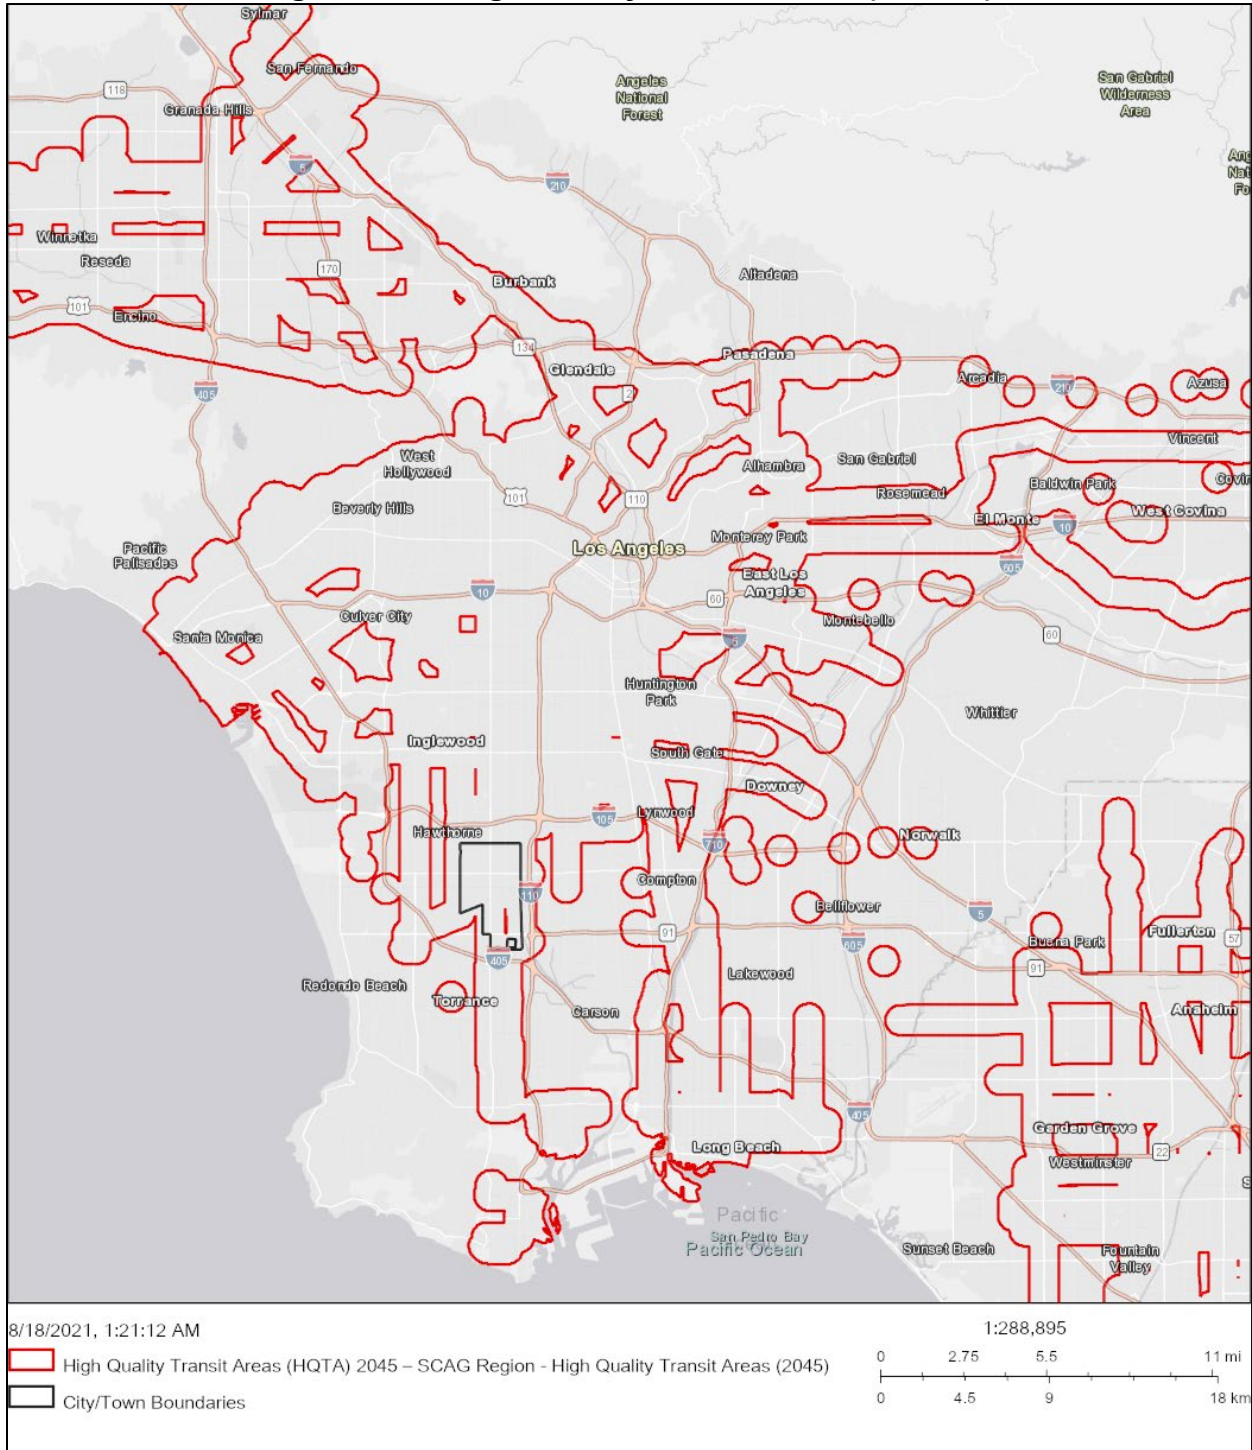 Sylmar
San Fernando
118
Granada Hills
Angeles
National
Forest
San Gabriel
Wilderness
Area
5
210
Winnetka
Reseda
170
101
Encino
Burbank
Altadena
134
Glendale
Pasadena
2
405
Arcadia
210
Azusa
West
Hollywood
Beverly Hills
101
110
Alhambra
San Gabriel
Rosemead
Vincent
Baldwin Park
West Covina
El Monte
10
Los Angeles
Monterey Park
East Los
Angeles
605
Pacific
Palisades
10
60
Santa Monica
Culver City
Montebello
60
5
Huntington
Park
Whittier
Inglewood
South Gate
Downey
Hawthorne
105
Lynwood
710
Norwalk
110
Compton
Bellflower
5
91
605
Buena Park
Fullerton
57
91
405
Redondo Beach
Torrance
Carson
Lakewood
Anaheim
405
Garden Grove
Long Beach
22
Westminster
Pacific
San Pedro Bay
Pacific Ocean
Sunset Beach
Fountain
Valley
8/18/2021, 1:21:12 AM
1:288,895
High Quality Transit Areas (HQTA) 2045 – SCAG Region - High Quality Transit Areas (2045)
City/Town Boundaries
0 2.75 5.5 11 mi
0 4.5 9 18 km